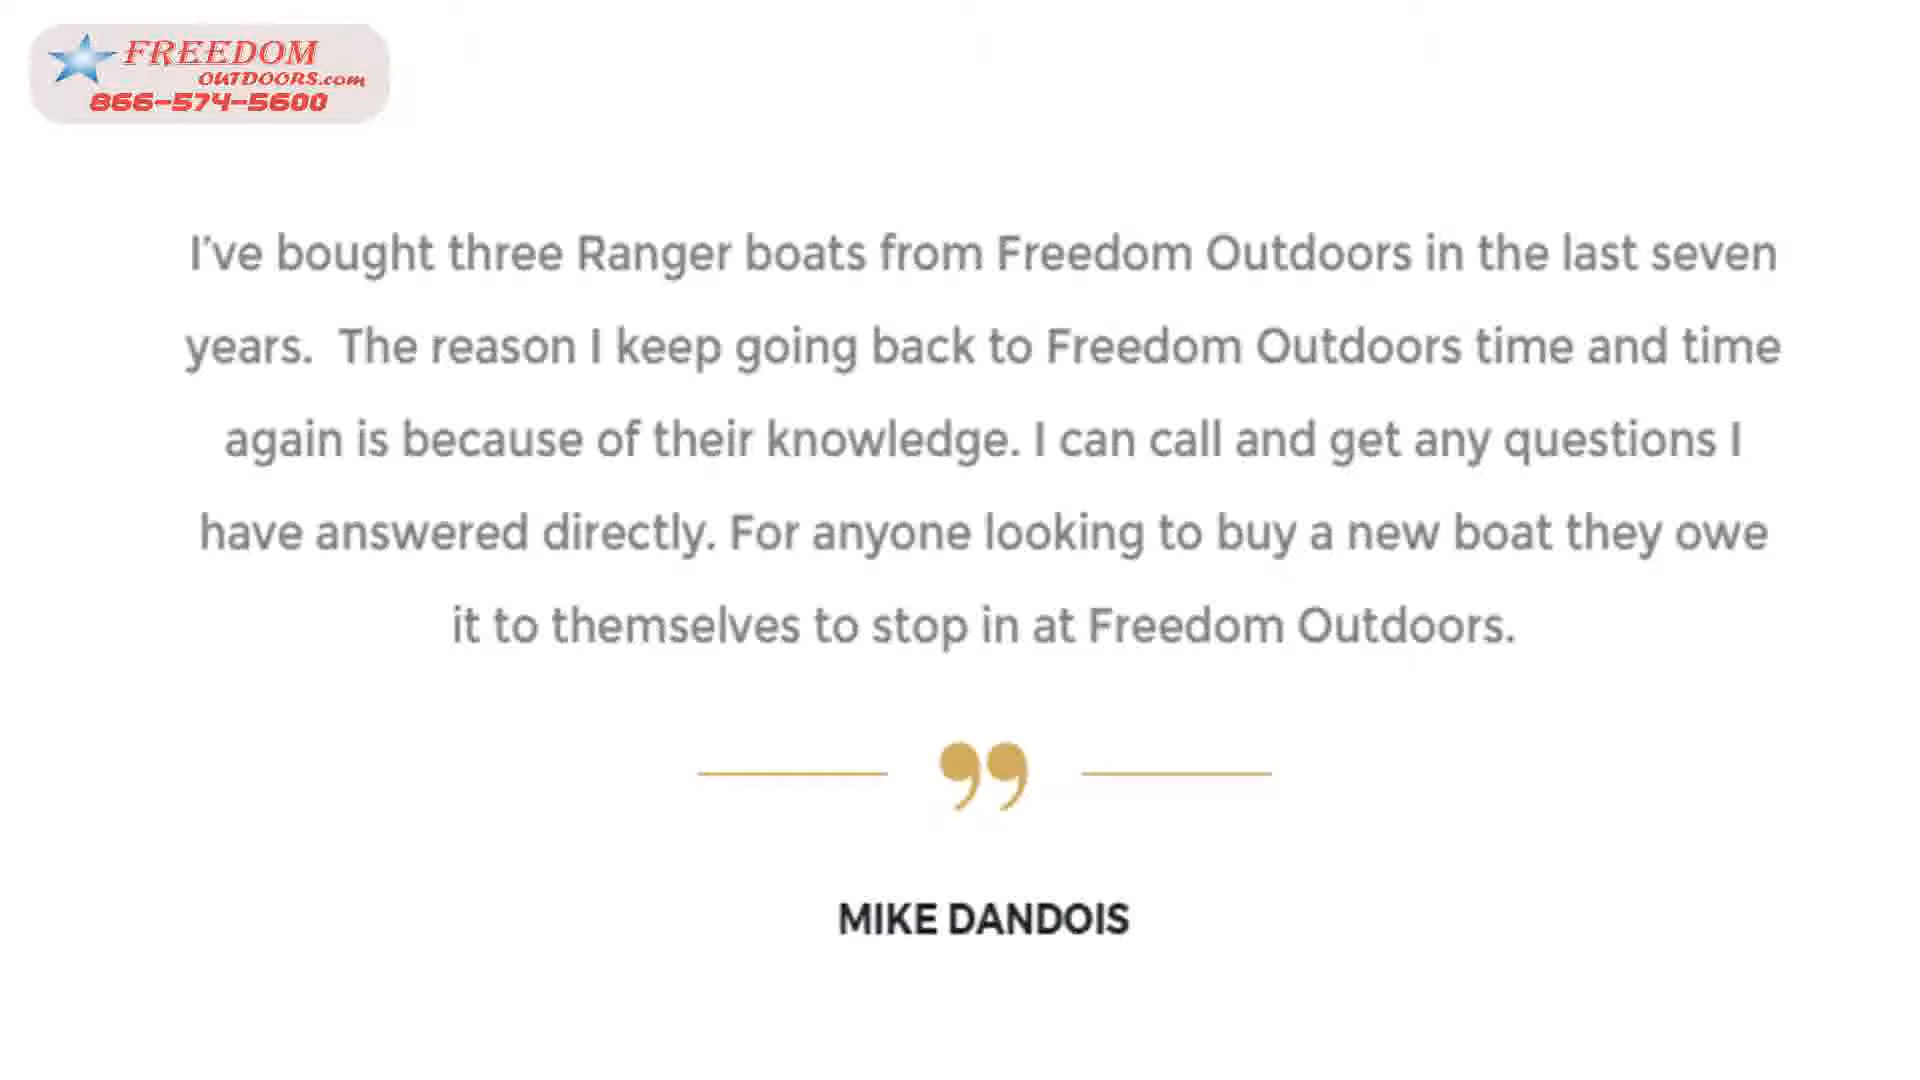 FREEDOM
OUTDOORS.com
866-574-5600
I've bought three Ranger boats from Freedom Outdoors in the last seven
years.  The reason I keep going back to Freedom Outdoors time and time
again is because of their knowledge. I can call and get any questions I
have answered directly. For anyone looking to buy a new boat they owe
it to themselves to stop in at Freedom Outdoors.
”
MIKE DANDOIS